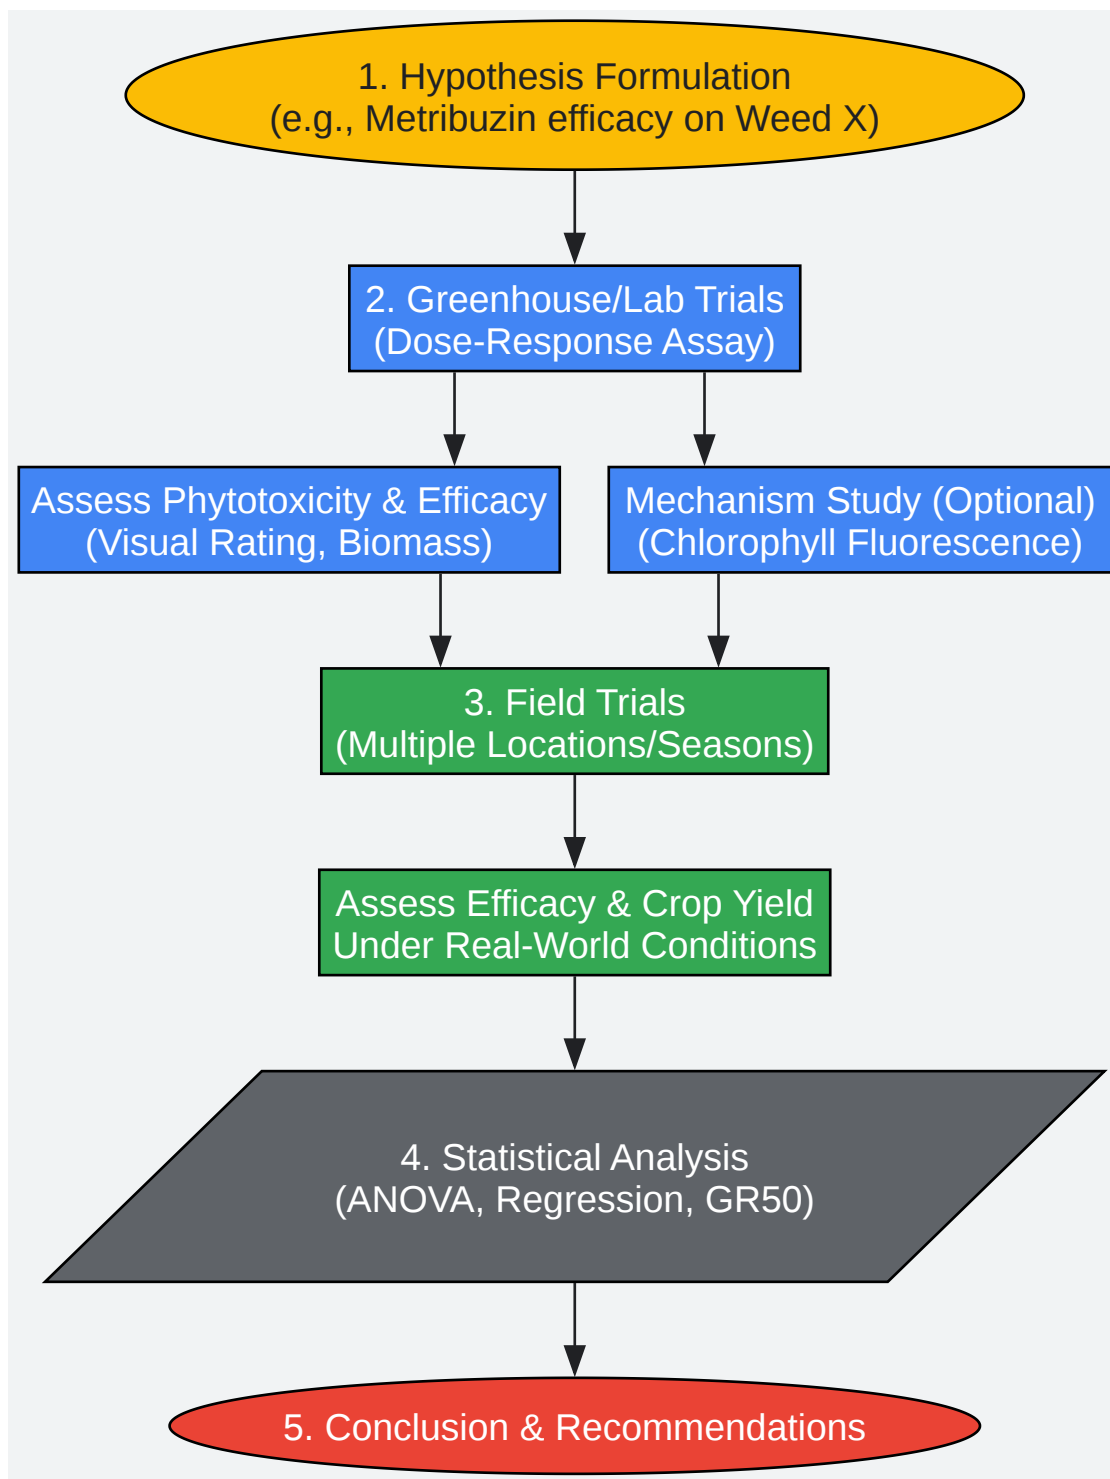 1. Hypothesis Formulation
(e.g., Metribuzin efficacy on Weed X)
2. Greenhouse/Lab Trials
(Dose-Response Assay)
Assess Phytotoxicity & Efficacy
(Visual Rating, Biomass)
Mechanism Study (Optional)
(Chlorophyll Fluorescence)
3. Field Trials
(Multiple Locations/Seasons)
Assess Efficacy & Crop Yield
Under Real-World Conditions
4. Statistical Analysis
(ANOVA, Regression, GR50)
5. Conclusion & Recommendations